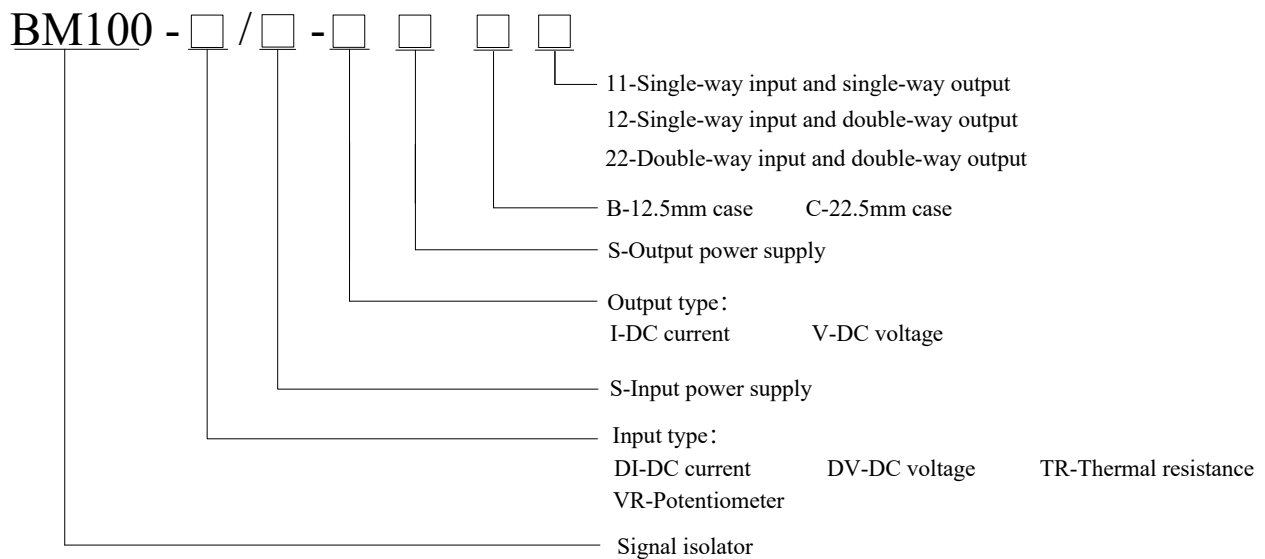 BM100 - □ / □ - □ □ □ □
11-Single-way input and single-way output
12-Single-way input and double-way output
22-Double-way input and double-way output
B-12.5mm case C-22.5mm case
S-Output power supply
Output type：
I-DC current V-DC voltage
S-Input power supply
Input type：
DI-DC current DV-DC voltage TR-Thermal resistance
VR-Potentiometer
Signal isolator